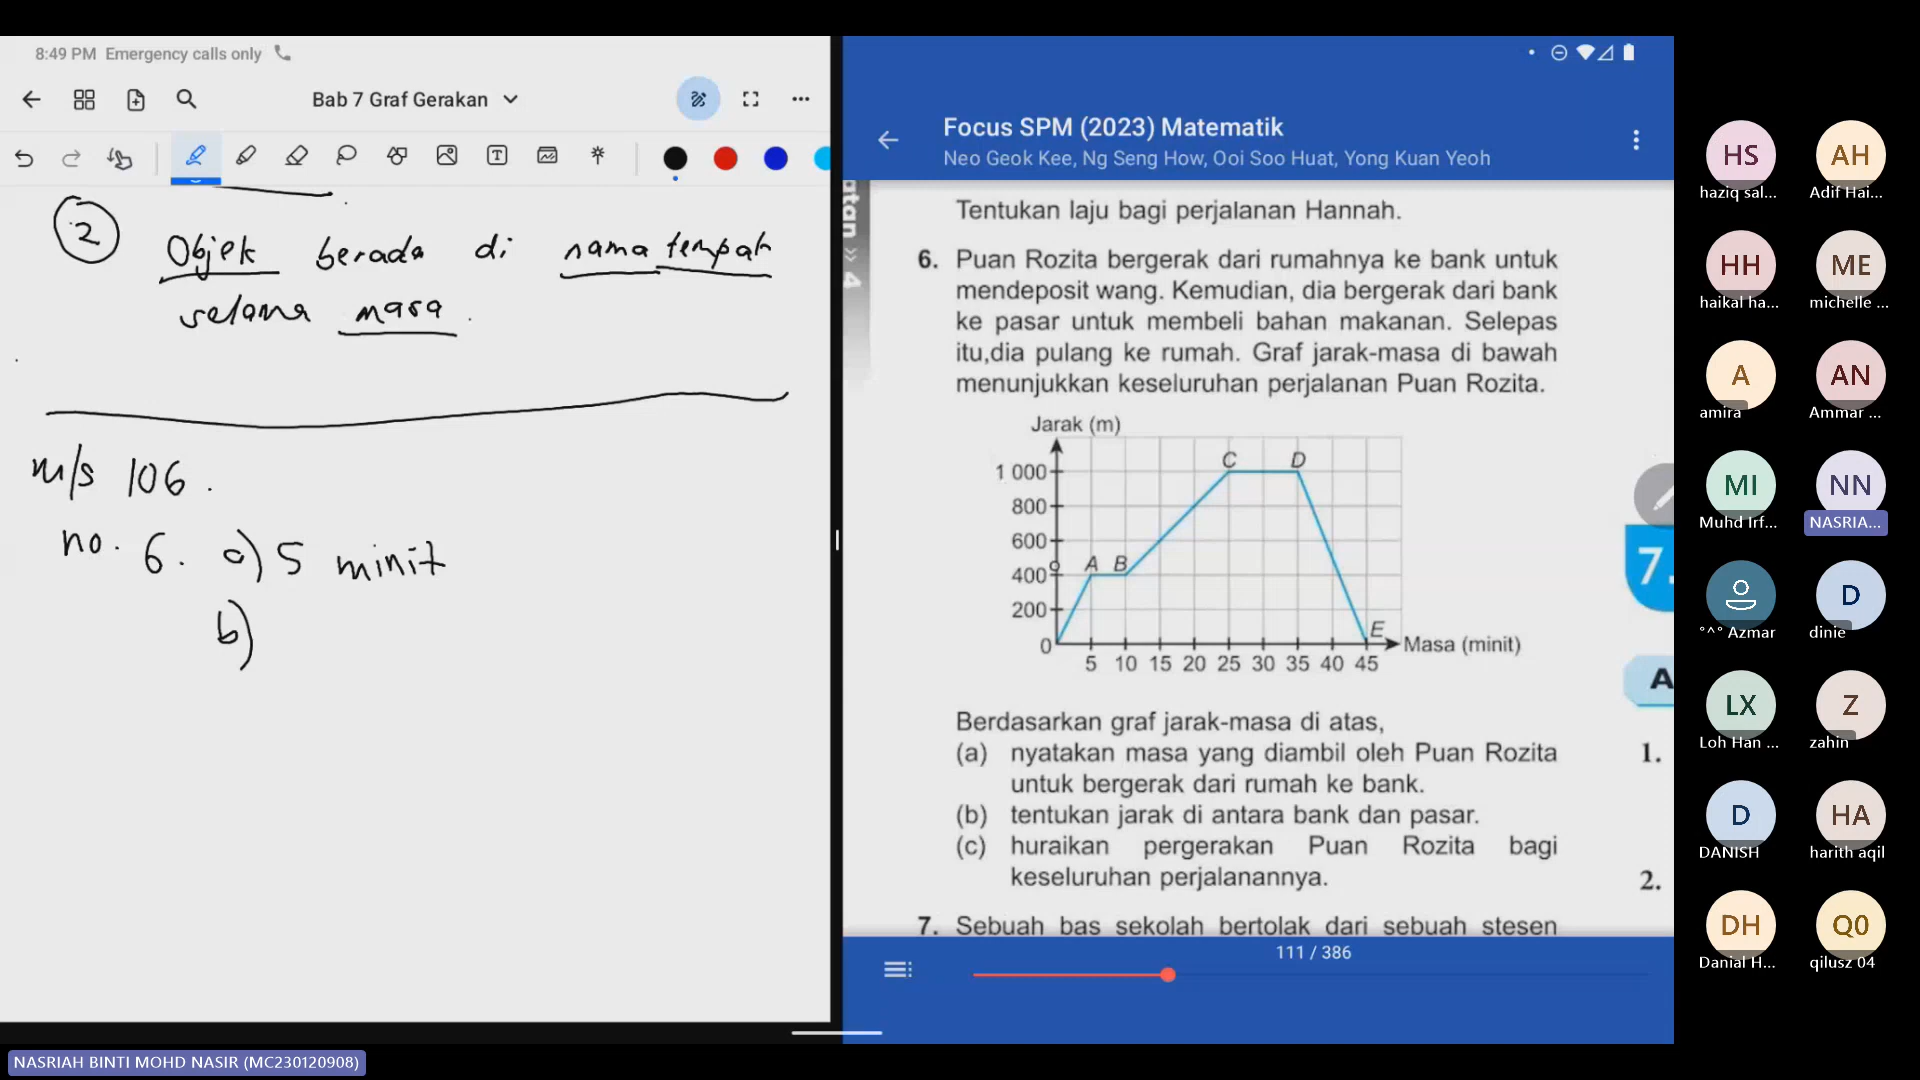 8:49 PM Emergency calls only
Bab 7 Graf Gerakan
2
Objek berada di nama tempat
selama masa.
m/s 106.
no. 6. a) 5 minit
b)
Focus SPM (2023) Matematik
Neo Geok Kee, Ng Seng How, Ooi Soo Huat, Yong Kuan Yeoh
Tentukan laju bagi perjalanan Hannah.
6. Puan Rozita bergerak dari rumahnya ke bank untuk
mendeposit wang. Kemudian, dia bergerak dari bank
ke pasar untuk membeli bahan makanan. Selepas
itu,dia pulang ke rumah. Graf jarak-masa di bawah
menunjukkan keseluruhan perjalanan Puan Rozita.
Jarak (m)
C D
1 000
800
600
400 A B
200
0 E Masa (minit)
5 10 15 20 25 30 35 40 45
Berdasarkan graf jarak-masa di atas,
(a) nyatakan masa yang diambil oleh Puan Rozita
untuk bergerak dari rumah ke bank.
(b) tentukan jarak di antara bank dan pasar.
(c) huraikan pergerakan Puan Rozita bagi
keseluruhan perjalanannya.
7. Sebuah bas sekolah bertolak dari sebuah stesen
7.
A
1.
2.
111 / 386
HS AH
haziq sal... Adif Hai...
HH ME
haikal ha... michelle ...
A AN
amira Ammar ...
MI NN
Muhd Irf... NASRIA...
D
°^° Azmar dinie
LX Z
Loh Han ... zahin
D HA
DANISH harith aqil
DH Q0
Danial H... qilusz 04
NASRIAH BINTI MOHD NASIR (MC230120908)